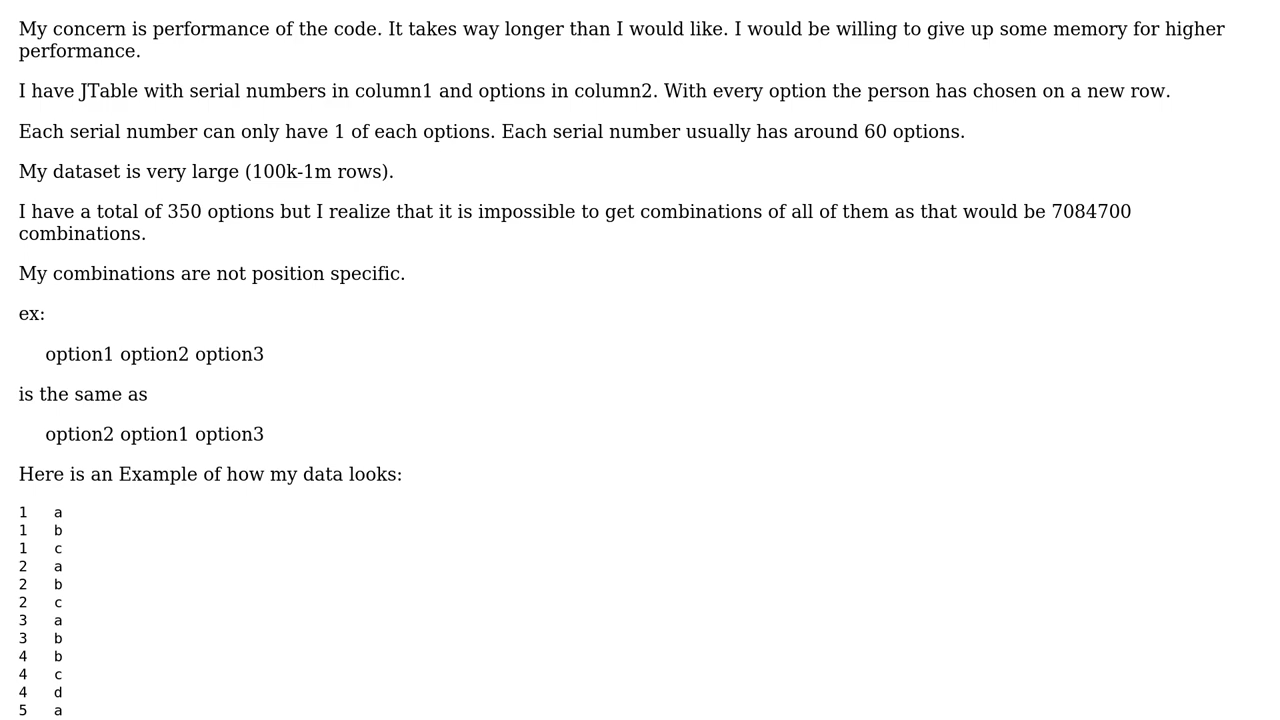 My concern is performance of the code. It takes way longer than I would like. I would be willing to give up some memory for higher
performance.
I have JTable with serial numbers in column1 and options in column2. With every option the person has chosen on a new row.
Each serial number can only have 1 of each options. Each serial number usually has around 60 options.
My dataset is very large (100k-1m rows).
I have a total of 350 options but I realize that it is impossible to get combinations of all of them as that would be 7084700
combinations.
My combinations are not position specific.
ex:
option1 option2 option3
is the same as
option2 option1 option3
Here is an Example of how my data looks:
1 a
1 b
1 c
2 a
2 b
2 c
3 a
3 b
4 b
4 c
4 d
5 a